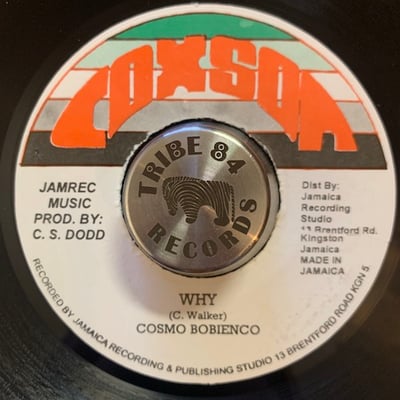 COXSON
TRIBE 84
RECORDS
JAMREC
MUSIC
PROD. BY:
C. S. DODD
Dist By:
Jamaica
Recording
Studio
13 Brentford Rd.
Kingston
Jamaica
MADE IN
JAMAICA
WHY
(C. Walker)
COSMO BOBIENCO
RECORDED BY JAMAICA RECORDING & PUBLISHING STUDIO 13 BRENTFORD ROAD KGN 5